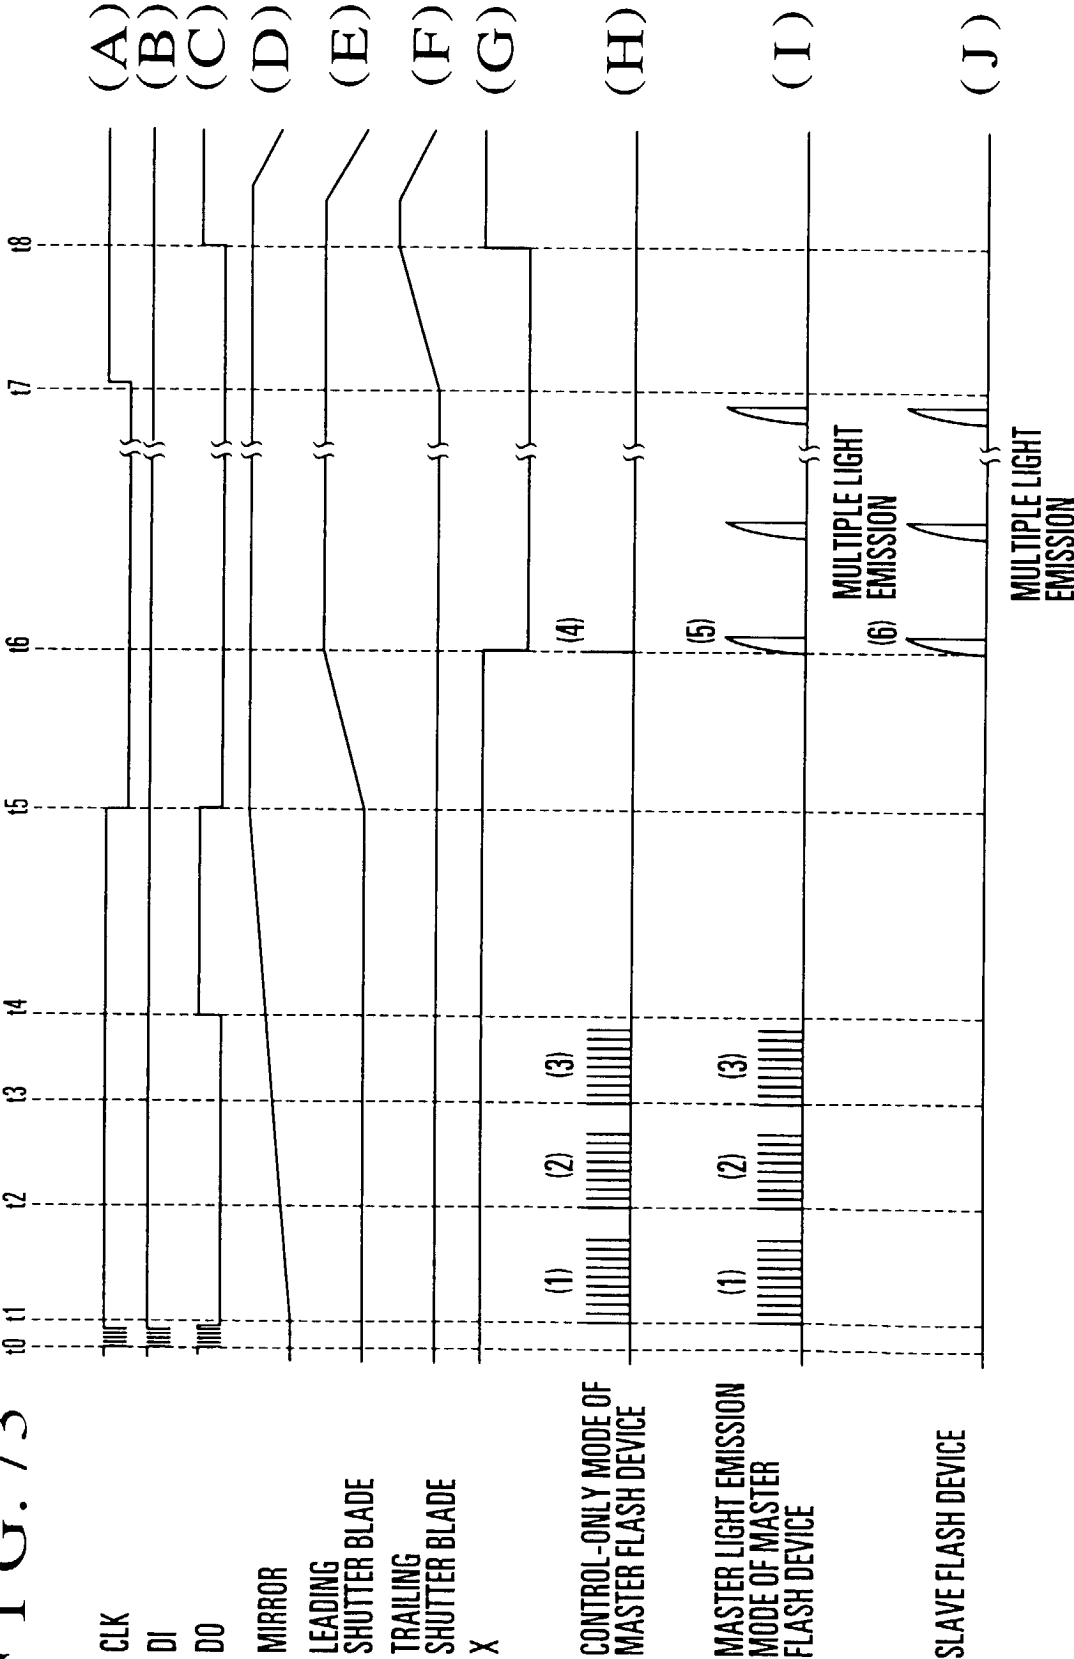 t0 t1 t2 t3 t4 t5 t6 t7 t8
CLK (A)
DI (B)
DO (C)
MIRROR (D)
LEADING
SHUTTER BLADE (E)
TRAILING
SHUTTER BLADE (F)
X (G)
CONTROL-ONLY MODE OF
MASTER FLASH DEVICE (H)
(1) (2) (3) (4)
MASTER LIGHT EMISSION
MODE OF MASTER
FLASH DEVICE (I)
(1) (2) (3) (5)
MULTIPLE LIGHT
EMISSION
SLAVE FLASH DEVICE (J)
(6)
MULTIPLE LIGHT
EMISSION